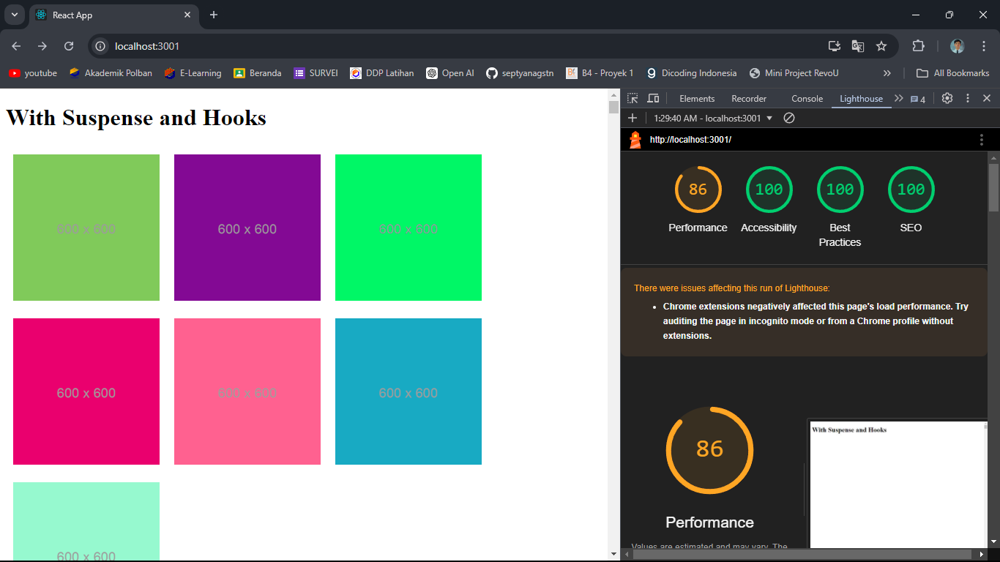 React App
localhost:3001
youtube
Akademik Polban
E-Learning
Beranda
SURVEI
DDP Latihan
Open AI
septyanagstn
B4 - Proyek 1
Dicoding Indonesia
Mini Project RevoU
All Bookmarks
With Suspense and Hooks
600 x 600
600 x 600
600 x 600
600 x 600
600 x 600
600 x 600
600 x 600
Elements
Recorder
Console
Lighthouse
4
1:29:40 AM - localhost:3001
http://localhost:3001/
86
100
100
100
Performance
Accessibility
Best
Practices
SEO
There were issues affecting this run of Lighthouse:
Chrome extensions negatively affected this page's load performance. Try
auditing the page in incognito mode or from a Chrome profile without
extensions.
86
With Suspense and Hooks
Performance
Values are estimated and may vary. The